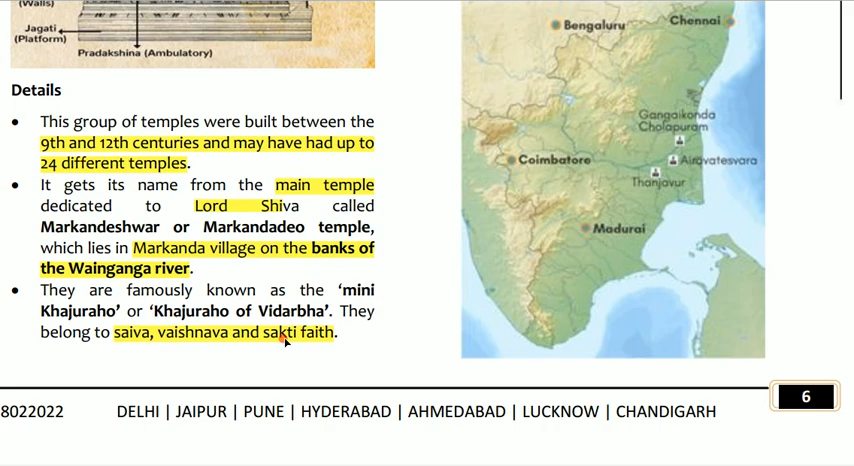 (Walls)
Jagati
(Platform)
Pradakshina (Ambulatory)
Details
• This group of temples were built between the
9th and 12th centuries and may have had up to
24 different temples.
• It gets its name from the main temple
dedicated to Lord Shiva called
Markandeshwar or Markandadeo temple,
which lies in Markanda village on the banks of
the Wainganga river.
• They are famously known as the ‘mini
Khajuraho’ or ‘Khajuraho of Vidarbha’. They
belong to saiva, vaishnava and sakti faith.
Bengaluru
Chennai
Gangaikonda
Cholapuram
Coimbatore
Airavatesvara
Thanjavur
Madurai
8022022
DELHI | JAIPUR | PUNE | HYDERABAD | AHMEDABAD | LUCKNOW | CHANDIGARH
6